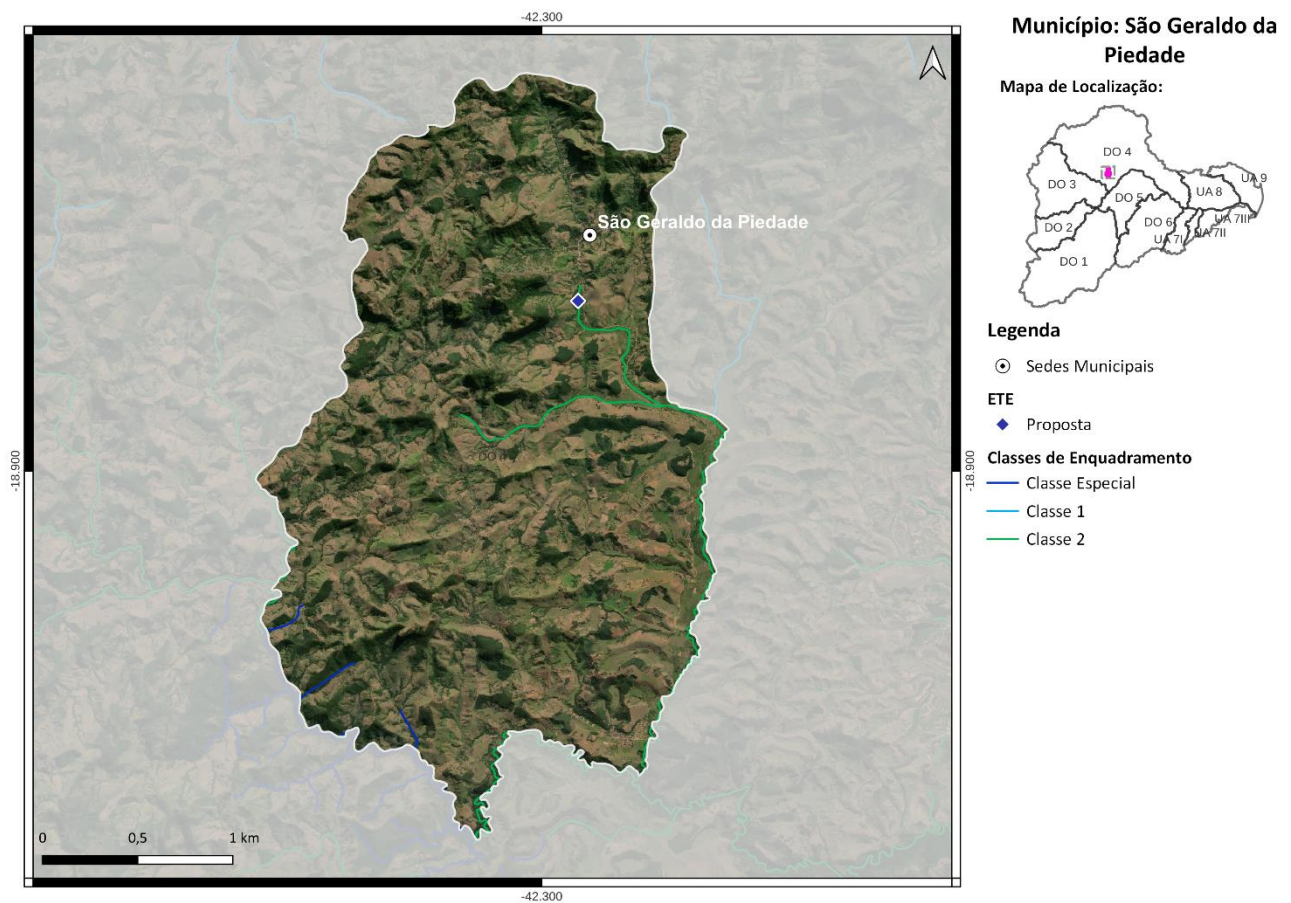 -42.300
Município: São Geraldo da
Piedade
Mapa de Localização:
DO 4
DO 3
UA 9
UA 8
DO 5
DO 6
UA 7III
DO 2
UA 7II
UA 7I
DO 1
São Geraldo da Piedade
Legenda
Sedes Municipais
ETE
Proposta
Classes de Enquadramento
Classe Especial
Classe 1
Classe 2
-18.900
-18.900
0 0,5 1 km
-42.300